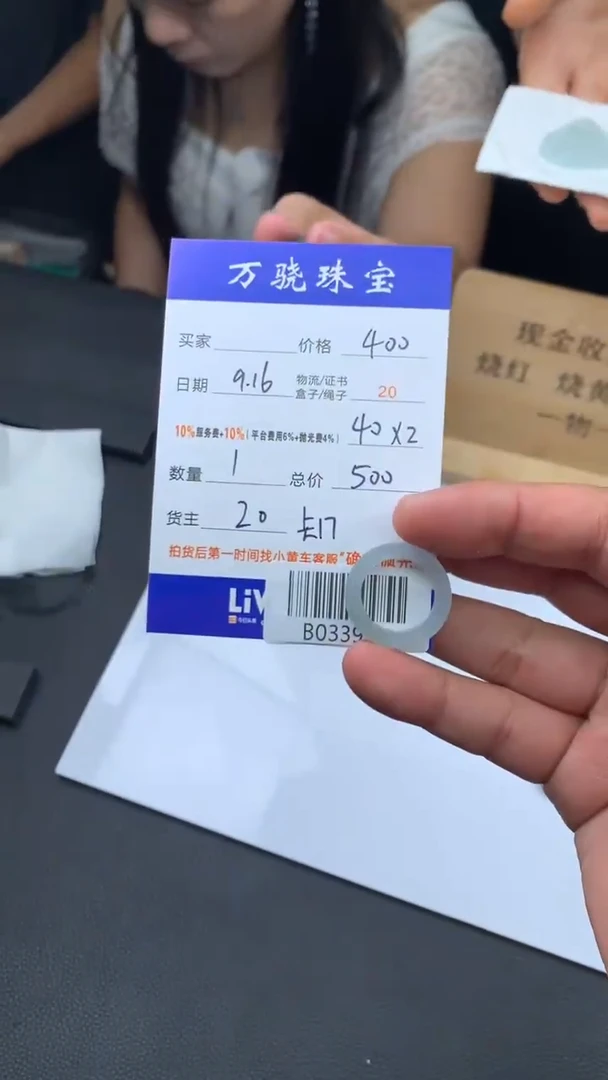 万骁珠宝
买家 价格 400
日期 9.16 物流/证书
盒子/绳子 20
10%服务费+10%(平台费用6%+抛光费4%) 40×2
数量 1 总价 500
货主 20
拍货后第一时间找小黄车客服"确
LiV
B0339
现金收
烧红 烧黄
一物一